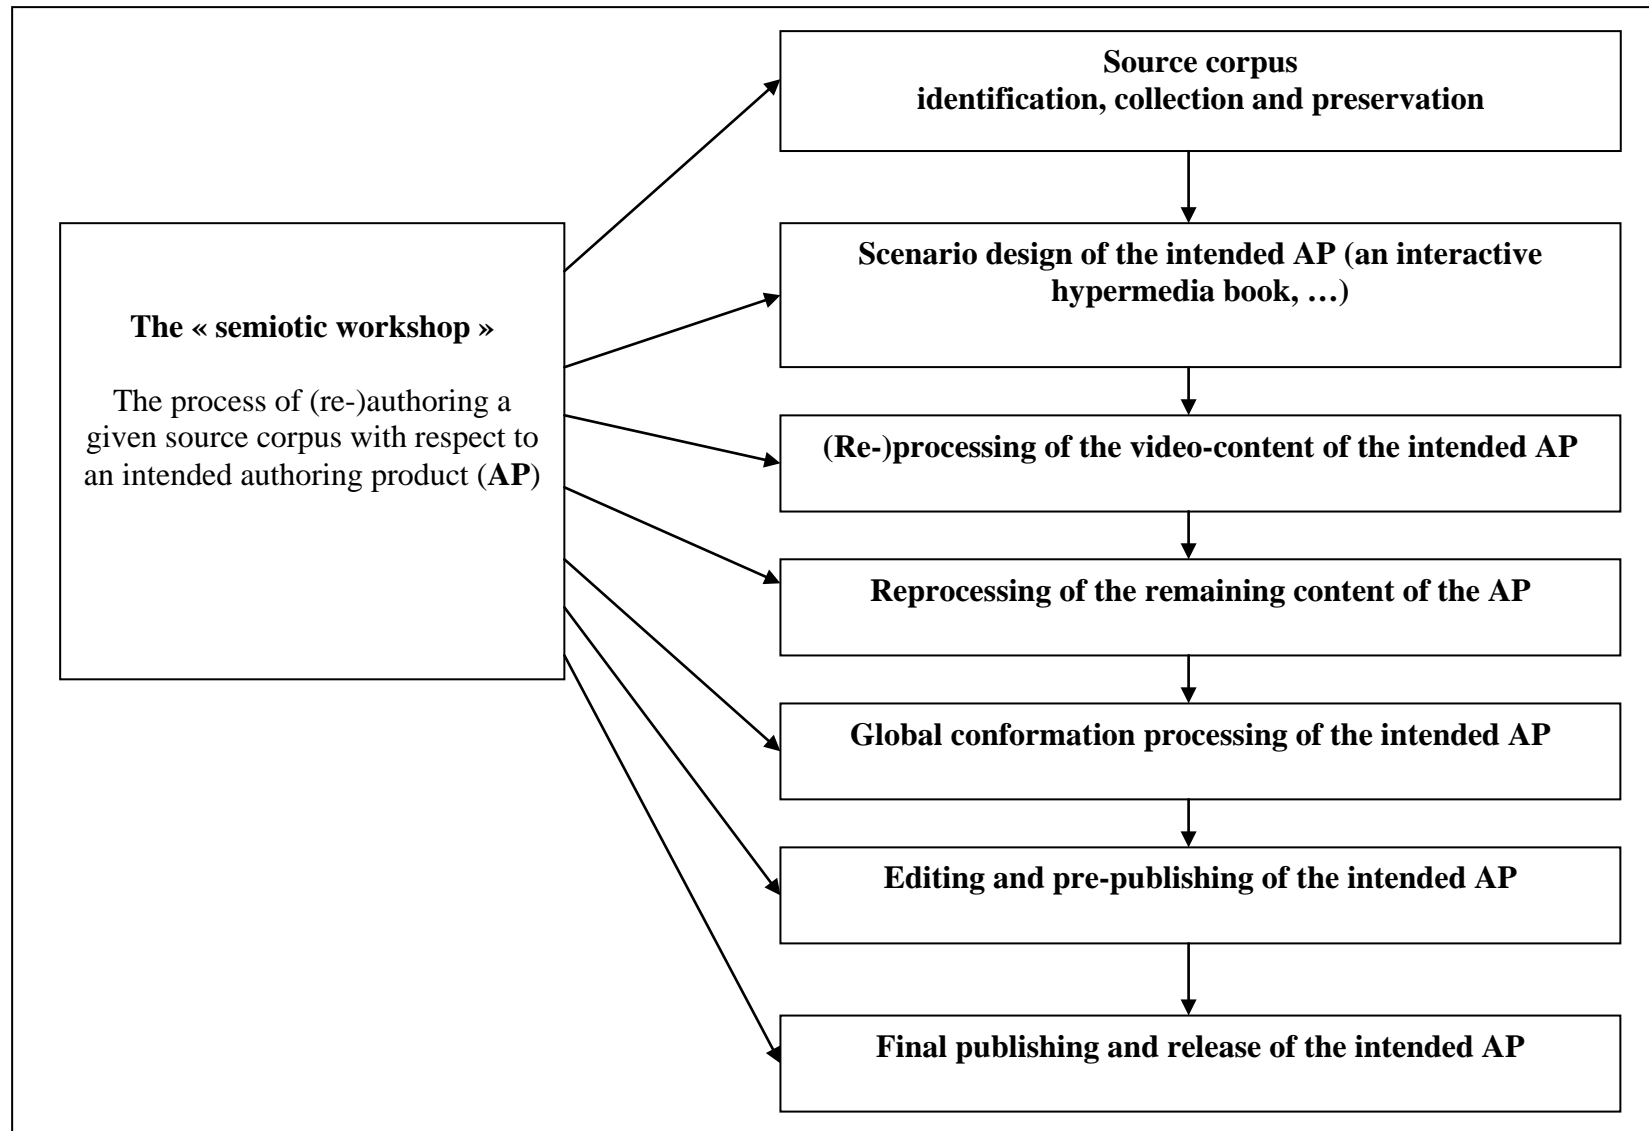 The « semiotic workshop »
The process of (re-)authoring a
given source corpus with respect to
an intended authoring product (AP)
Source corpus
identification, collection and preservation
Scenario design of the intended AP (an interactive
hypermedia book, …)
(Re-)processing of the video-content of the intended AP
Reprocessing of the remaining content of the AP
Global conformation processing of the intended AP
Editing and pre-publishing of the intended AP
Final publishing and release of the intended AP